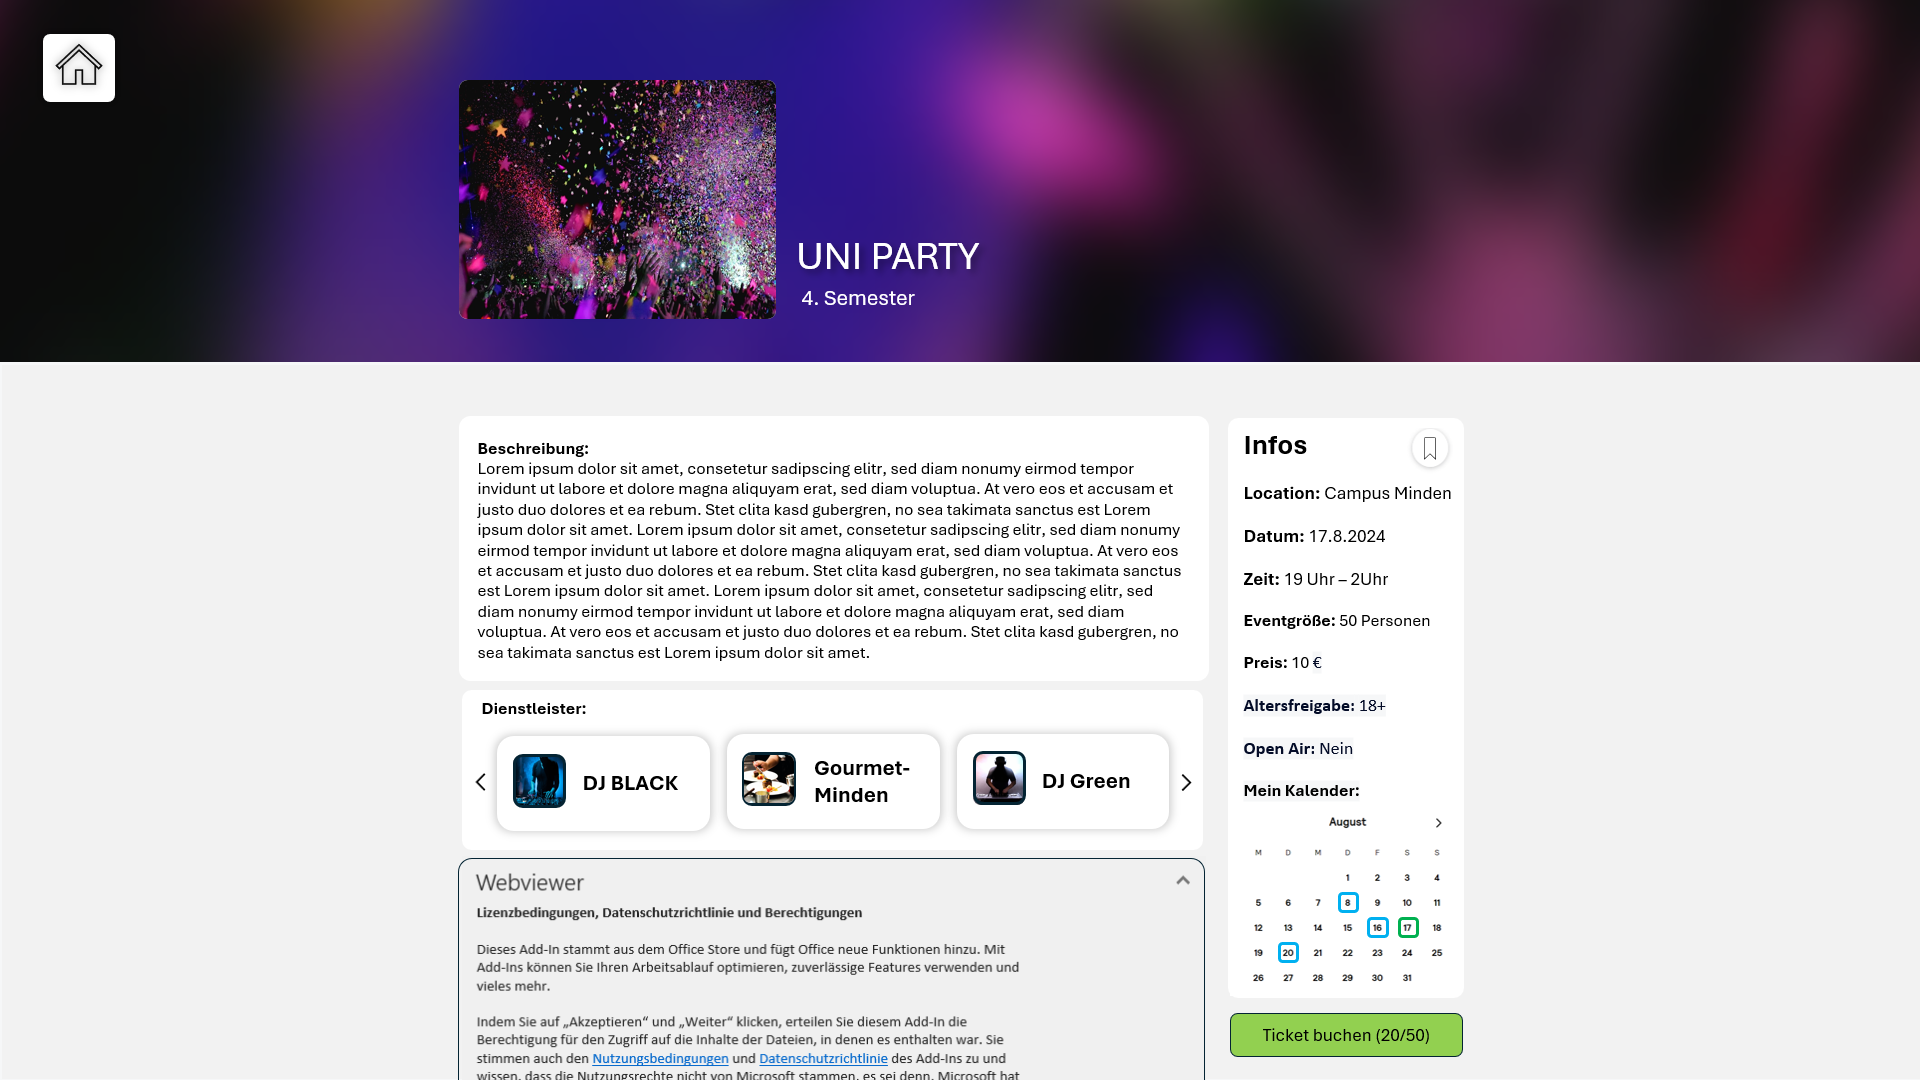 UNI PARTY
4. Semester
Beschreibung:
Lorem ipsum dolor sit amet, consetetur sadipscing elitr, sed diam nonumy eirmod tempor
invidunt ut labore et dolore magna aliquyam erat, sed diam voluptua. At vero eos et accusam et
justo duo dolores et ea rebum. Stet clita kasd gubergren, no sea takimata sanctus est Lorem
ipsum dolor sit amet. Lorem ipsum dolor sit amet, consetetur sadipscing elitr, sed diam nonumy
eirmod tempor invidunt ut labore et dolore magna aliquyam erat, sed diam voluptua. At vero eos
et accusam et justo duo dolores et ea rebum. Stet clita kasd gubergren, no sea takimata sanctus
est Lorem ipsum dolor sit amet. Lorem ipsum dolor sit amet, consetetur sadipscing elitr, sed
diam nonumy eirmod tempor invidunt ut labore et dolore magna aliquyam erat, sed diam
voluptua. At vero eos et accusam et justo duo dolores et ea rebum. Stet clita kasd gubergren, no
sea takimata sanctus est Lorem ipsum dolor sit amet.
Dienstleister:
DJ BLACK
Gourmet-
Minden
DJ Green
Webviewer
Lizenzbedingungen, Datenschutzrichtlinie und Berechtigungen
Dieses Add-In stammt aus dem Office Store und fügt Office neue Funktionen hinzu. Mit
Add-Ins können Sie Ihren Arbeitsablauf optimieren, zuverlässige Features verwenden und
vieles mehr.
Indem Sie auf „Akzeptieren“ und „Weiter“ klicken, erteilen Sie diesem Add-In die
Berechtigung für den Zugriff auf die Inhalte der Dateien, in denen es enthalten war. Sie
stimmen auch den Nutzungsbedingungen und Datenschutzrichtlinie des Add-Ins zu und
wissen, dass die Nutzungsrechte nicht von Microsoft stammen, es sei denn, Microsoft hat
Infos
Location: Campus Minden
Datum: 17.8.2024
Zeit: 19 Uhr – 2Uhr
Eventgröße: 50 Personen
Preis: 10 €
Altersfreigabe: 18+
Open Air: Nein
Mein Kalender:
August
M D M D F S S
1 2 3 4
5 6 7 8 9 10 11
12 13 14 15 16 17 18
19 20 21 22 23 24 25
26 27 28 29 30 31
Ticket buchen (20/50)